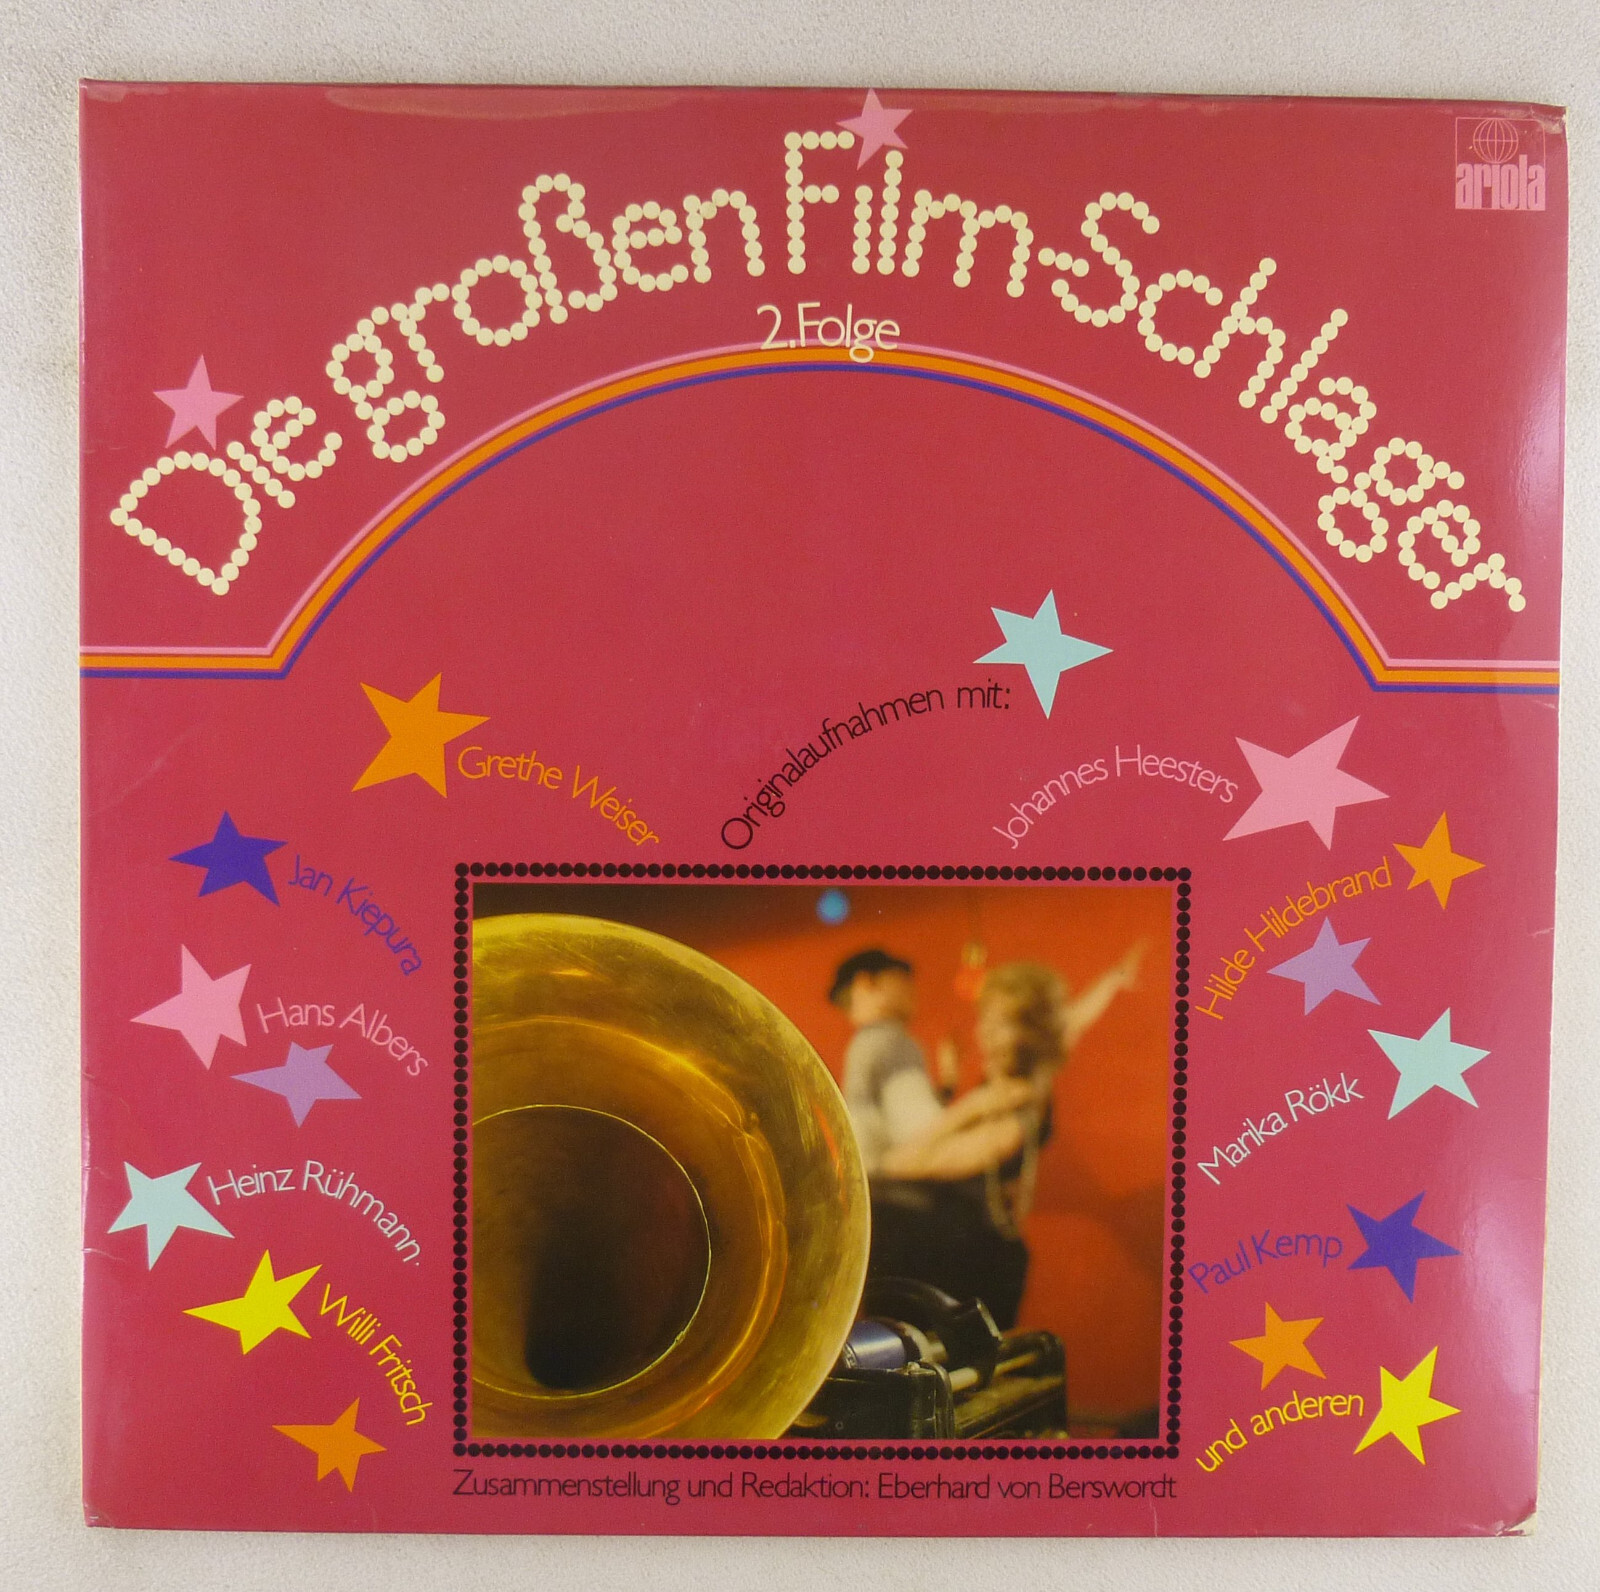 ariola
Die großen Film-Schlager
2. Folge
Originalaufnahmen mit:
Grethe Weiser
Jan Kiepura
Hans Albers
Heinz Rühmann
Willi Fritsch
Johannes Heesters
Hilde Hildebrand
Marika Rökk
Paul Kemp
und anderen
Zusammenstellung und Redaktion: Eberhard von Berswordt